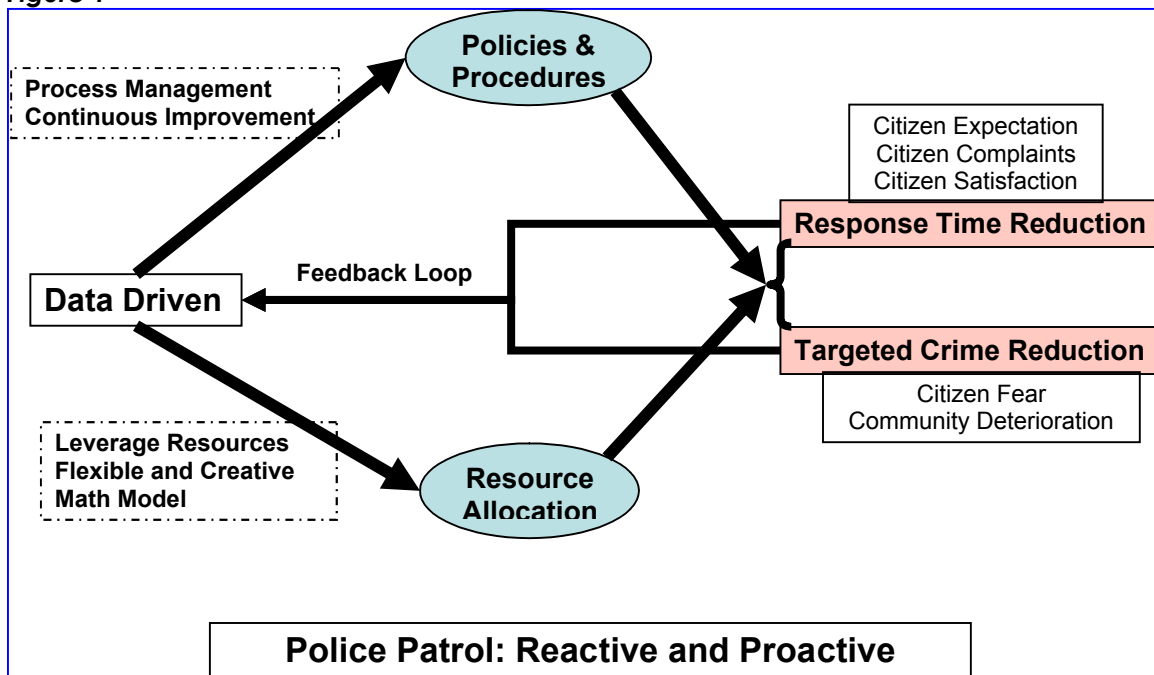 Policies &
Procedures
Process Management
Continuous Improvement
Citizen Expectation
Citizen Complaints
Citizen Satisfaction
Response Time Reduction
Feedback Loop
Data Driven
Targeted Crime Reduction
Citizen Fear
Community Deterioration
Leverage Resources
Flexible and Creative
Math Model
Resource
Allocation
Police Patrol: Reactive and Proactive